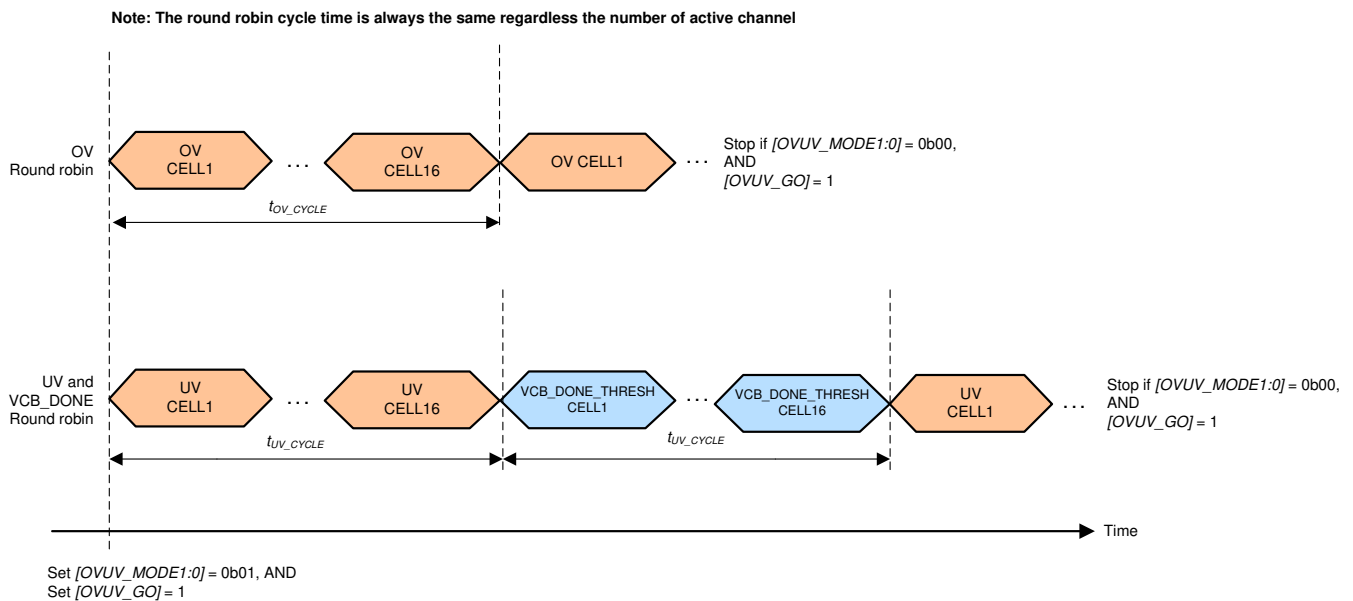 Note: The round robin cycle time is always the same regardless the number of active channel
OV
Round robin
OV
CELL1
...
OV
CELL16
OV CELL1
...
Stop if [OVUV_MODE1:0] = 0b00,
AND
[OVUV_GO] = 1
tOV_CYCLE
UV and
VCB_DONE
Round robin
UV
CELL1
...
UV
CELL16
VCB_DONE_THRESH
CELL1
...
VCB_DONE_THRESH
CELL16
UV
CELL1
...
Stop if [OVUV_MODE1:0] = 0b00,
AND
[OVUV_GO] = 1
tUV_CYCLE
tUV_CYCLE
Time
Set [OVUV_MODE1:0] = 0b01, AND
Set [OVUV_GO] = 1